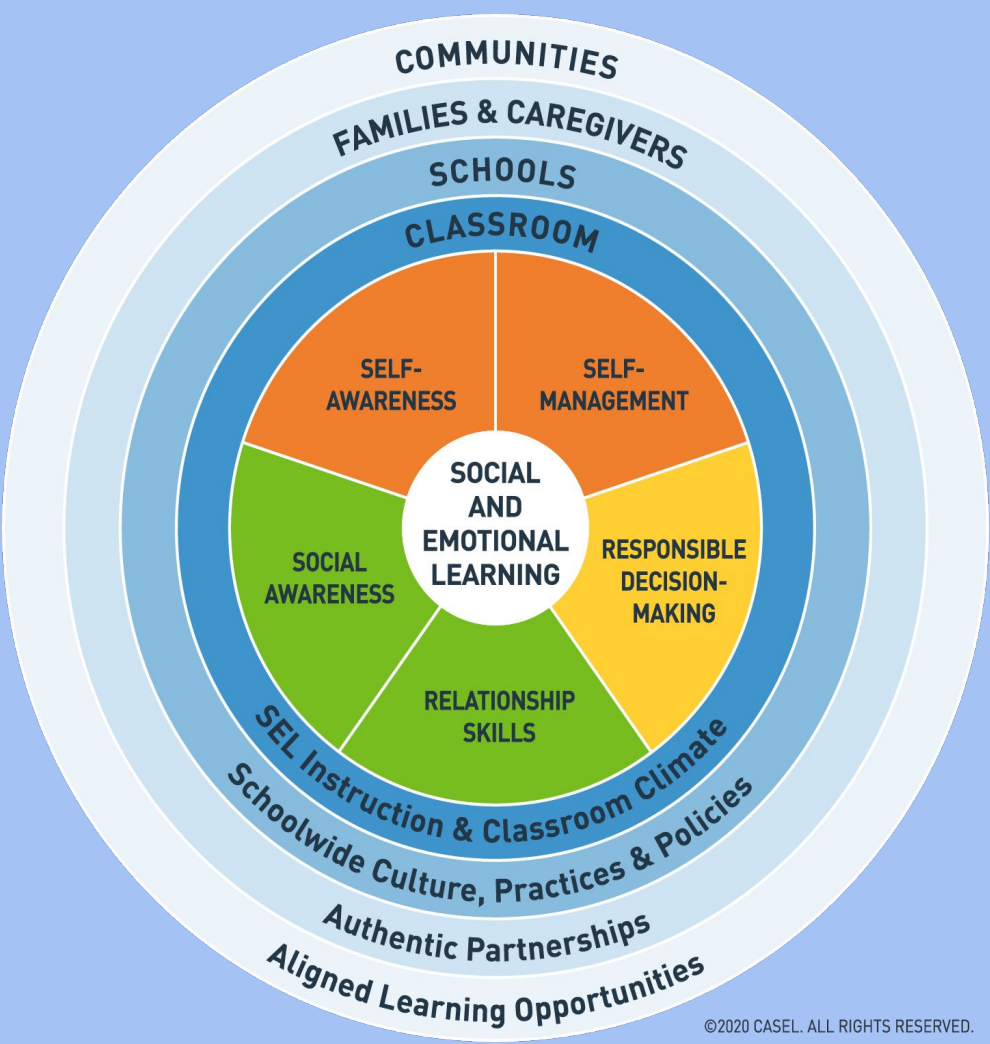 COMMUNITIES
FAMILIES & CAREGIVERS
SCHOOLS
CLASSROOM
SELF-
AWARENESS
SELF-
MANAGEMENT
SOCIAL
AND
EMOTIONAL
LEARNING
SOCIAL
AWARENESS
RESPONSIBLE
DECISION-
MAKING
RELATIONSHIP
SKILLS
SEL Instruction & Classroom Climate
Schoolwide Culture, Practices & Policies
Authentic Partnerships
Aligned Learning Opportunities
©2020 CASEL. ALL RIGHTS RESERVED.